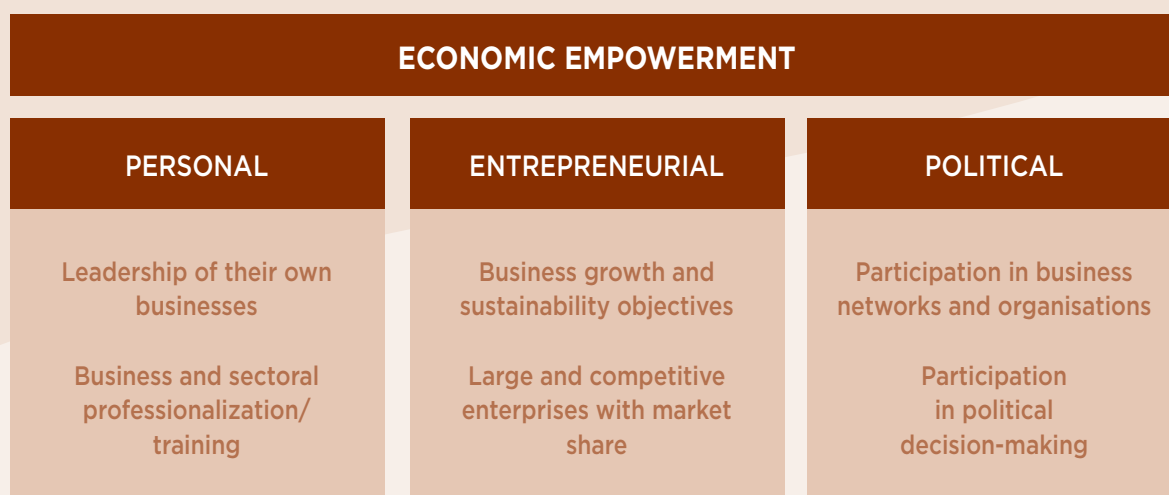 ECONOMIC EMPOWERMENT
PERSONAL
Leadership of their own
businesses
Business and sectoral
professionalization/
training
ENTREPRENEURIAL
Business growth and
sustainability objectives
Large and competitive
enterprises with market
share
POLITICAL
Participation in business
networks and organisations
Participation
in political
decision-making